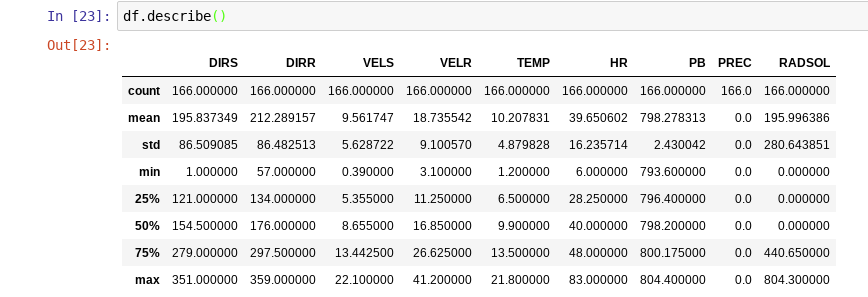 In [23]: df.describe()
Out[23]:
DIRS DIRR VELS VELR TEMP HR PB PREC RADSOL
count 166.000000 166.000000 166.000000 166.000000 166.000000 166.000000 166.000000 166.0 166.000000
mean 195.837349 212.289157 9.561747 18.735542 10.207831 39.650602 798.278313 0.0 195.996386
std 86.509085 86.482513 5.628722 9.100570 4.879828 16.235714 2.430042 0.0 280.643851
min 1.000000 57.000000 0.390000 3.100000 1.200000 6.000000 793.600000 0.0 0.000000
25% 121.000000 134.000000 5.355000 11.250000 6.500000 28.250000 796.400000 0.0 0.000000
50% 154.500000 176.000000 8.655000 16.850000 9.900000 40.000000 798.200000 0.0 0.000000
75% 279.000000 297.500000 13.442500 26.625000 13.500000 48.000000 800.175000 0.0 440.650000
max 351.000000 359.000000 22.100000 41.200000 21.800000 83.000000 804.400000 0.0 804.300000